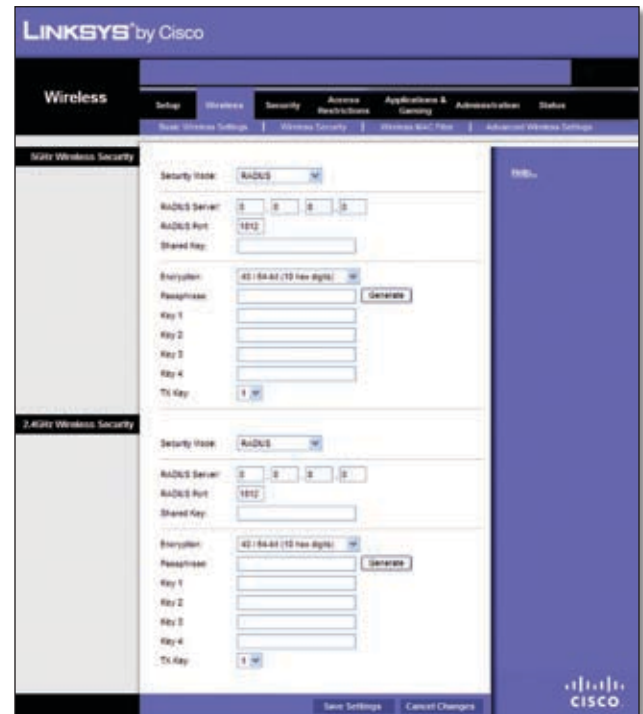 LINKSYS® by Cisco
Wireless
Setup Wireless Security Access Restrictions Applications & Gaming Administration Status
Basic Wireless Settings | Wireless Security | Wireless MAC Filter | Advanced Wireless Settings
5GHz Wireless Security
Help...
Security Mode: RADIUS
RADIUS Server: 0 . 0 . 0 . 0
RADIUS Port: 1812
Shared Key:
Encryption: 40 / 64-bit (10 hex digits)
Passphrase: Generate
Key 1
Key 2
Key 3
Key 4
TX Key: 1
2.4GHz Wireless Security
Security Mode: RADIUS
RADIUS Server: 0 . 0 . 0 . 0
RADIUS Port: 1812
Shared Key:
Encryption: 40 / 64-bit (10 hex digits)
Passphrase: Generate
Key 1
Key 2
Key 3
Key 4
TX Key: 1
Save Settings Cancel Changes
CISCO